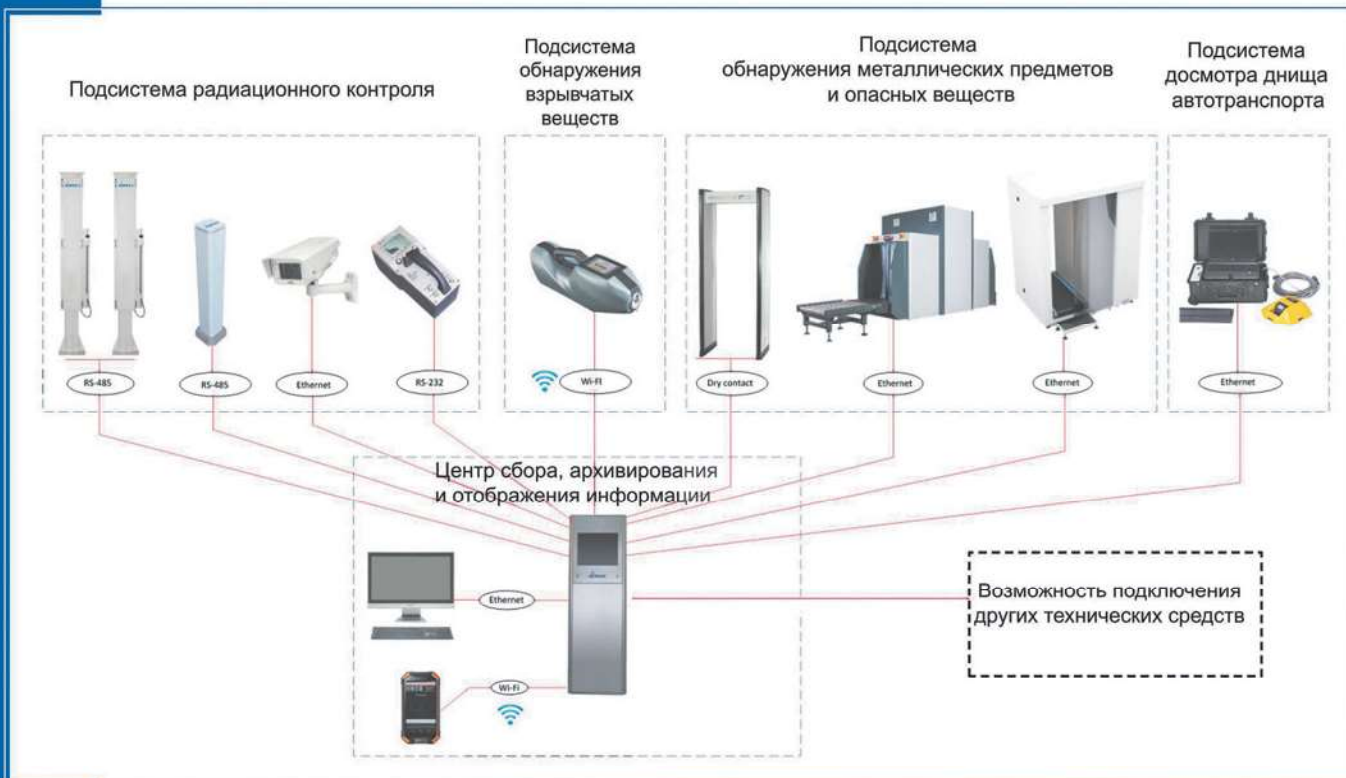 Подсистема радиационного контроля
Подсистема
обнаружения
взрывчатых
веществ
Подсистема
обнаружения металлических предметов
и опасных веществ
Подсистема
досмотра днища
автотранспорта
RS-485
RS-485
Ethernet
RS-232
Wi-Fi
Dry contact
Ethernet
Ethernet
Ethernet
Центр сбора, архивирования
и отображения информации
Ethernet
Wi-Fi
Возможность подключения
других технических средств